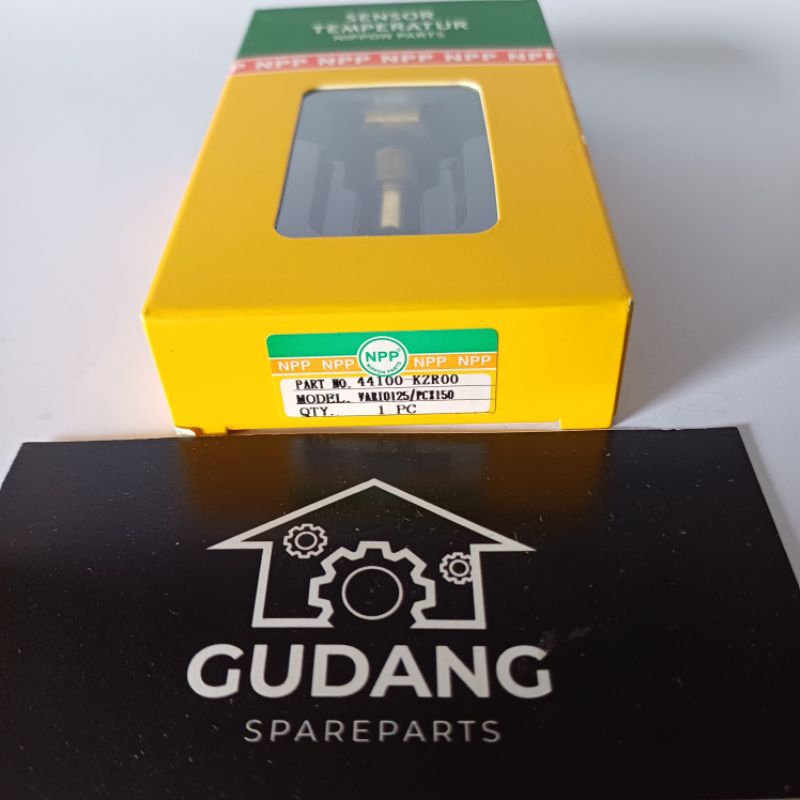 SENSOR
TEMPERATUR
NIPPON PARTS
NPP NPP NPP NPP NPP
NPP NPP NPP NPP NPP
NIPPON PARTS
PART NO. 44100-KZR00
MODEL. VARIO125/PCX150
QTY. 1 PC
GUDANG
SPAREPARTS